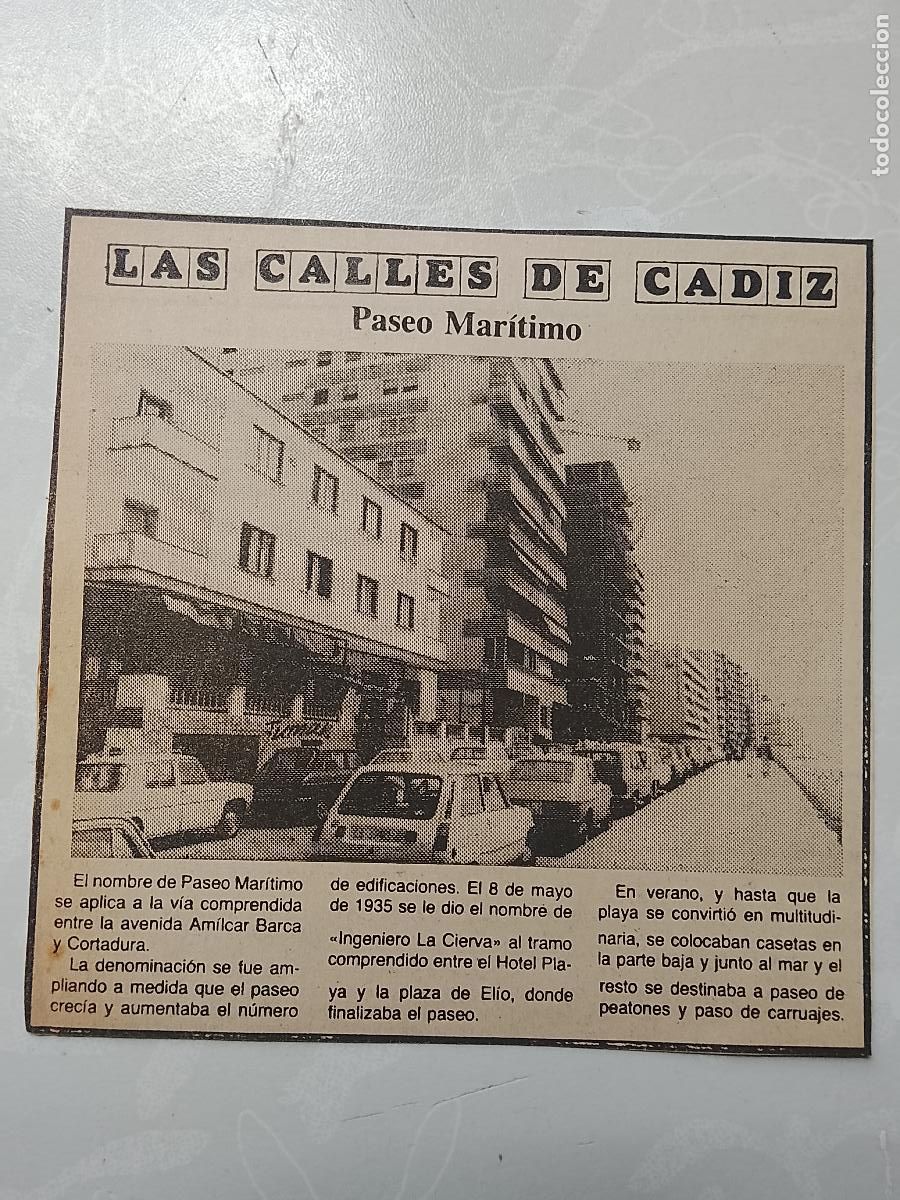 LAS CALLES DE CADIZ
Paseo Marítimo
El nombre de Paseo Marítimo
se aplica a la vía comprendida
entre la avenida Amílcar Barca
y Cortadura.
La denominación se fue am-
pliando a medida que el paseo
crecía y aumentaba el número
de edificaciones. El 8 de mayo
de 1935 se le dio el nombre de
«Ingeniero La Cierva» al tramo
comprendido entre el Hotel Pla-
ya y la plaza de Elío, donde
finalizaba el paseo.
En verano, y hasta que la
playa se convirtió en multitudi-
naria, se colocaban casetas en
la parte baja y junto al mar y el
resto se destinaba a paseo de
peatones y paso de carruajes.
todocoleccion